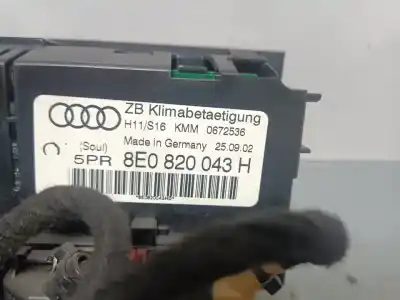 ZB Klimabetaetigung
H11/S16 KMM 0672536
Made in Germany 25.09.02
(Soul)
5PR 8E0 820 043 H